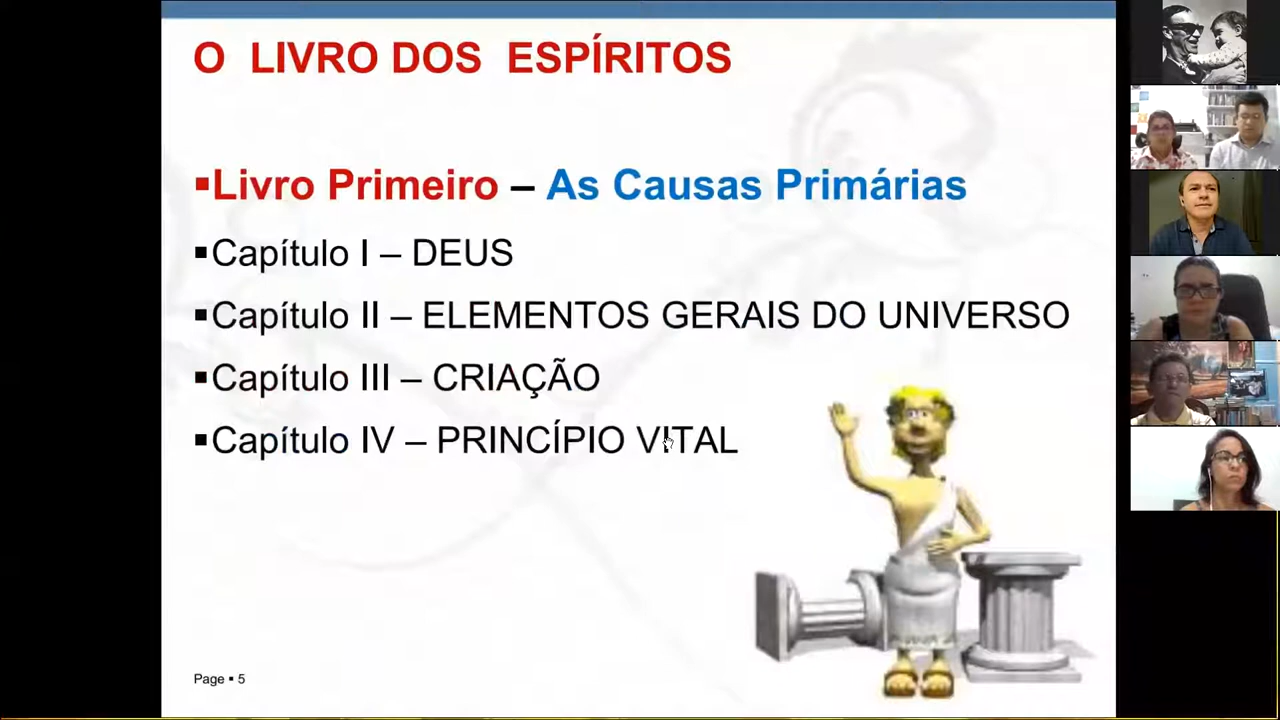 O LIVRO DOS ESPÍRITOS
▪Livro Primeiro – As Causas Primárias
▪Capítulo I – DEUS
▪Capítulo II – ELEMENTOS GERAIS DO UNIVERSO
▪Capítulo III – CRIAÇÃO
▪Capítulo IV – PRINCÍPIO VITAL
Page ▪ 5